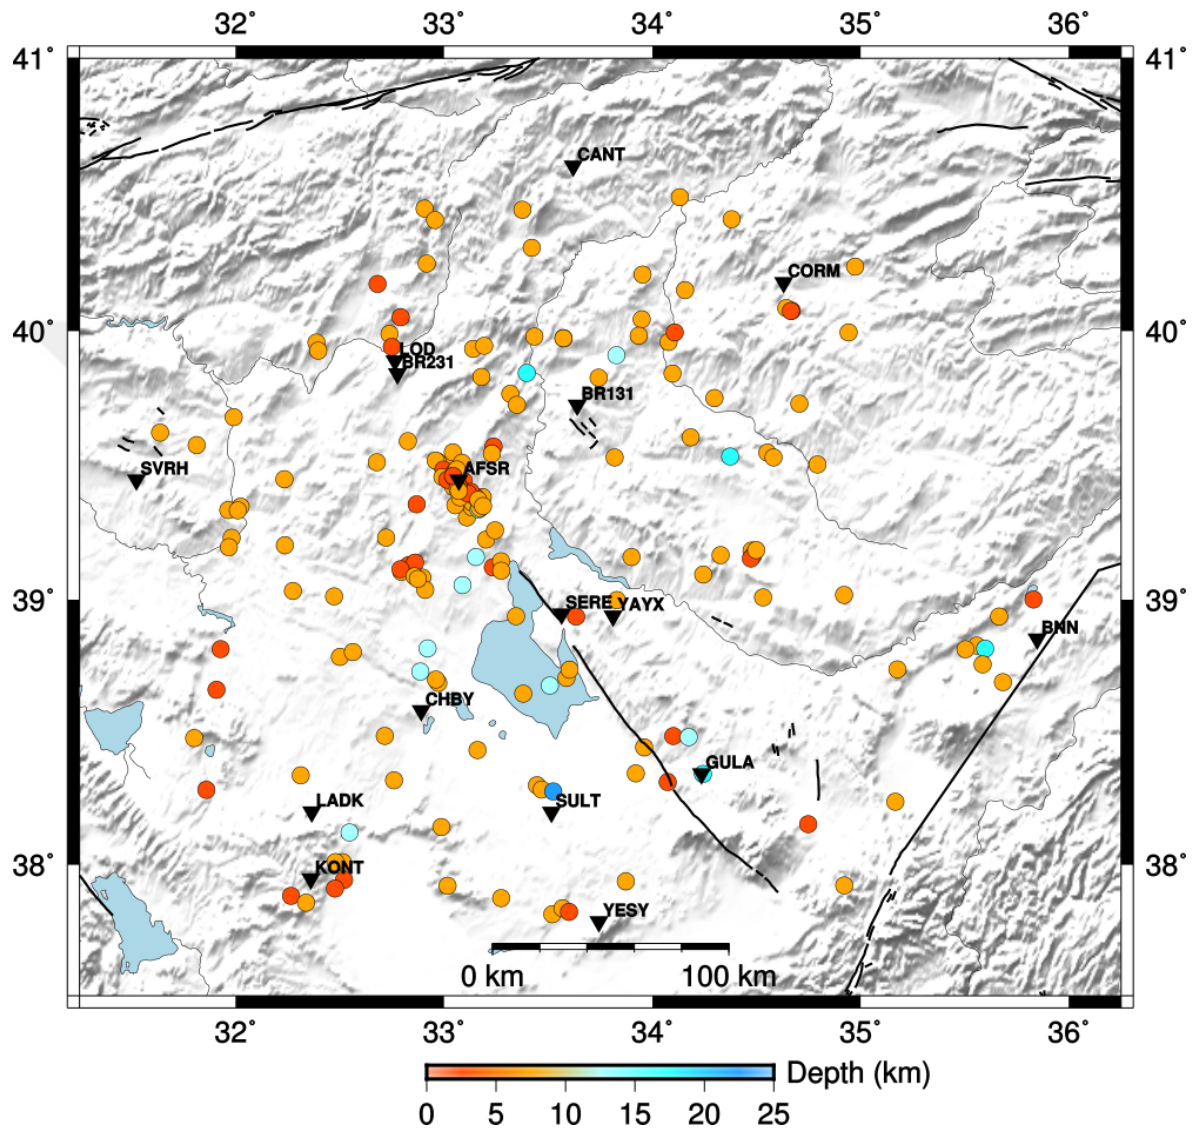 32° 33° 34° 35° 36°
41° 41°
CANT
CORM
40° 40°
LOD
BR231
BR131
SVRH
AFSR
39° 39°
SERE YAYX
BNN
CHBY
GULA
LADK
SULT
38° 38°
KONT
YESY
0 km 100 km
32° 33° 34° 35° 36°
Depth (km)
0 5 10 15 20 25